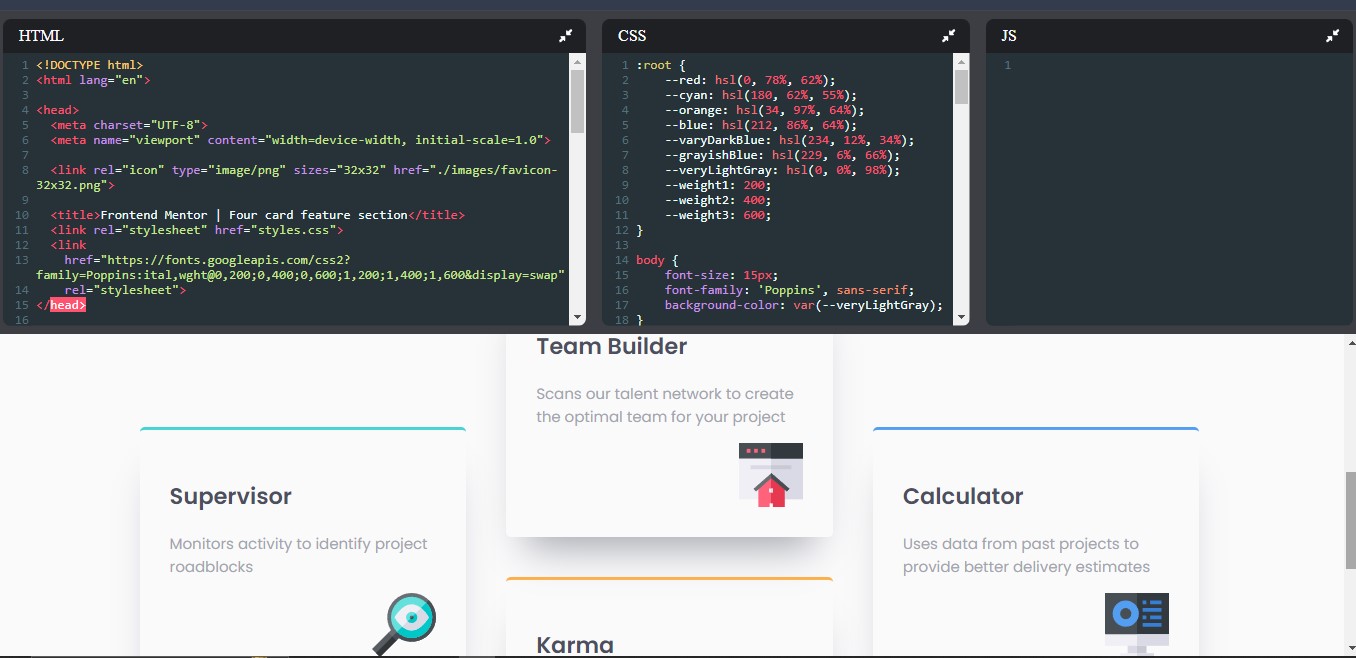 HTML
1 <!DOCTYPE html>
2 <html lang="en">
3
4 <head>
5 <meta charset="UTF-8">
6 <meta name="viewport" content="width=device-width, initial-scale=1.0">
7
8 <link rel="icon" type="image/png" sizes="32x32" href="./images/favicon-
32x32.png">
9
10 <title>Frontend Mentor | Four card feature section</title>
11 <link rel="stylesheet" href="styles.css">
12 <link
13 href="https://fonts.googleapis.com/css2?
family=Poppins:ital,wght@0,200;0,400;0,600;1,200;1,400;1,600&display=swap"
14 rel="stylesheet">
15 </head>
16
CSS
1 :root {
2 --red: hsl(0, 78%, 62%);
3 --cyan: hsl(180, 62%, 55%);
4 --orange: hsl(34, 97%, 64%);
5 --blue: hsl(212, 86%, 64%);
6 --varyDarkBlue: hsl(234, 12%, 34%);
7 --grayishBlue: hsl(229, 6%, 66%);
8 --veryLightGray: hsl(0, 0%, 98%);
9 --weight1: 200;
10 --weight2: 400;
11 --weight3: 600;
12 }
13
14 body {
15 font-size: 15px;
16 font-family: 'Poppins', sans-serif;
17 background-color: var(--veryLightGray);
18 }
JS
1
Team Builder
Scans our talent network to create
the optimal team for your project
Supervisor
Monitors activity to identify project
roadblocks
Calculator
Uses data from past projects to
provide better delivery estimates
Karma